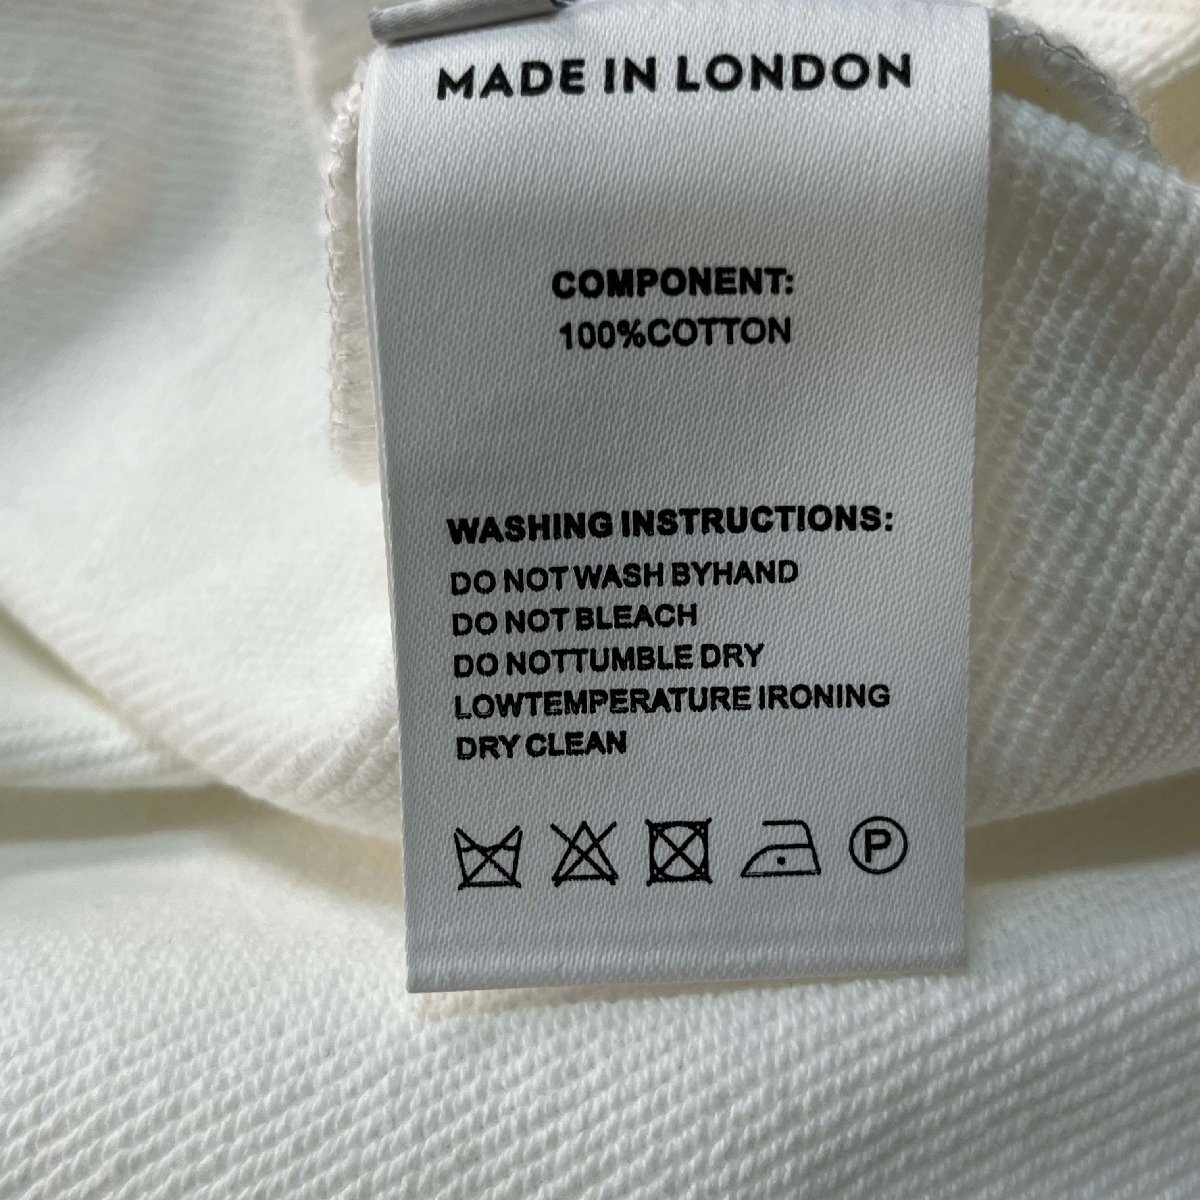 MADE IN LONDON
COMPONENT:
100%COTTON
WASHING INSTRUCTIONS:
DO NOT WASH BYHAND
DO NOT BLEACH
DO NOTTUMBLE DRY
LOWTEMPERATURE IRONING
DRY CLEAN
P